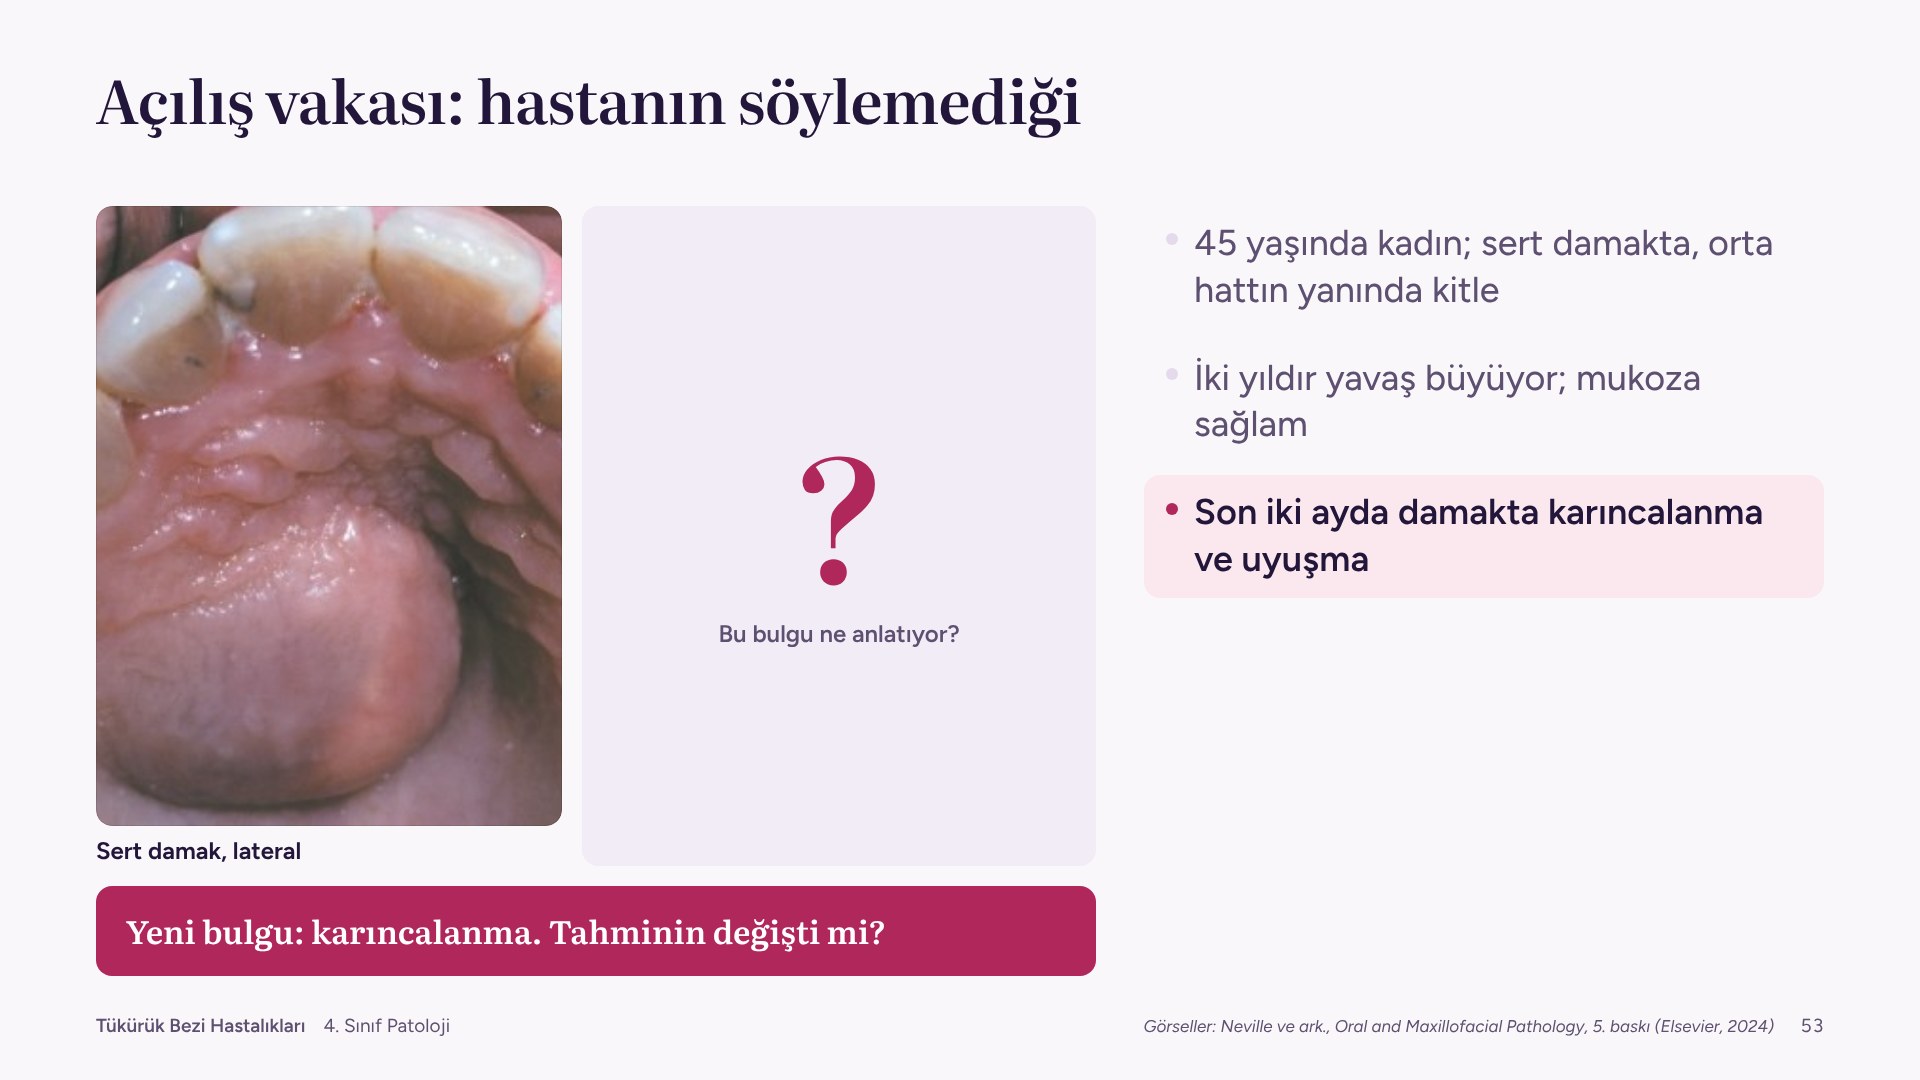 Açılış vakası: hastanın söylemediği
?
Bu bulgu ne anlatıyor?
Sert damak, lateral
Yeni bulgu: karıncalanma. Tahminin değişti mi?
45 yaşında kadın; sert damakta, orta
hattın yanında kitle
İki yıldır yavaş büyüyor; mukoza
sağlam
Son iki ayda damakta karıncalanma
ve uyuşma
Tükürük Bezi Hastalıkları 4. Sınıf Patoloji
Görseller: Neville ve ark., Oral and Maxillofacial Pathology, 5. baskı (Elsevier, 2024) 53